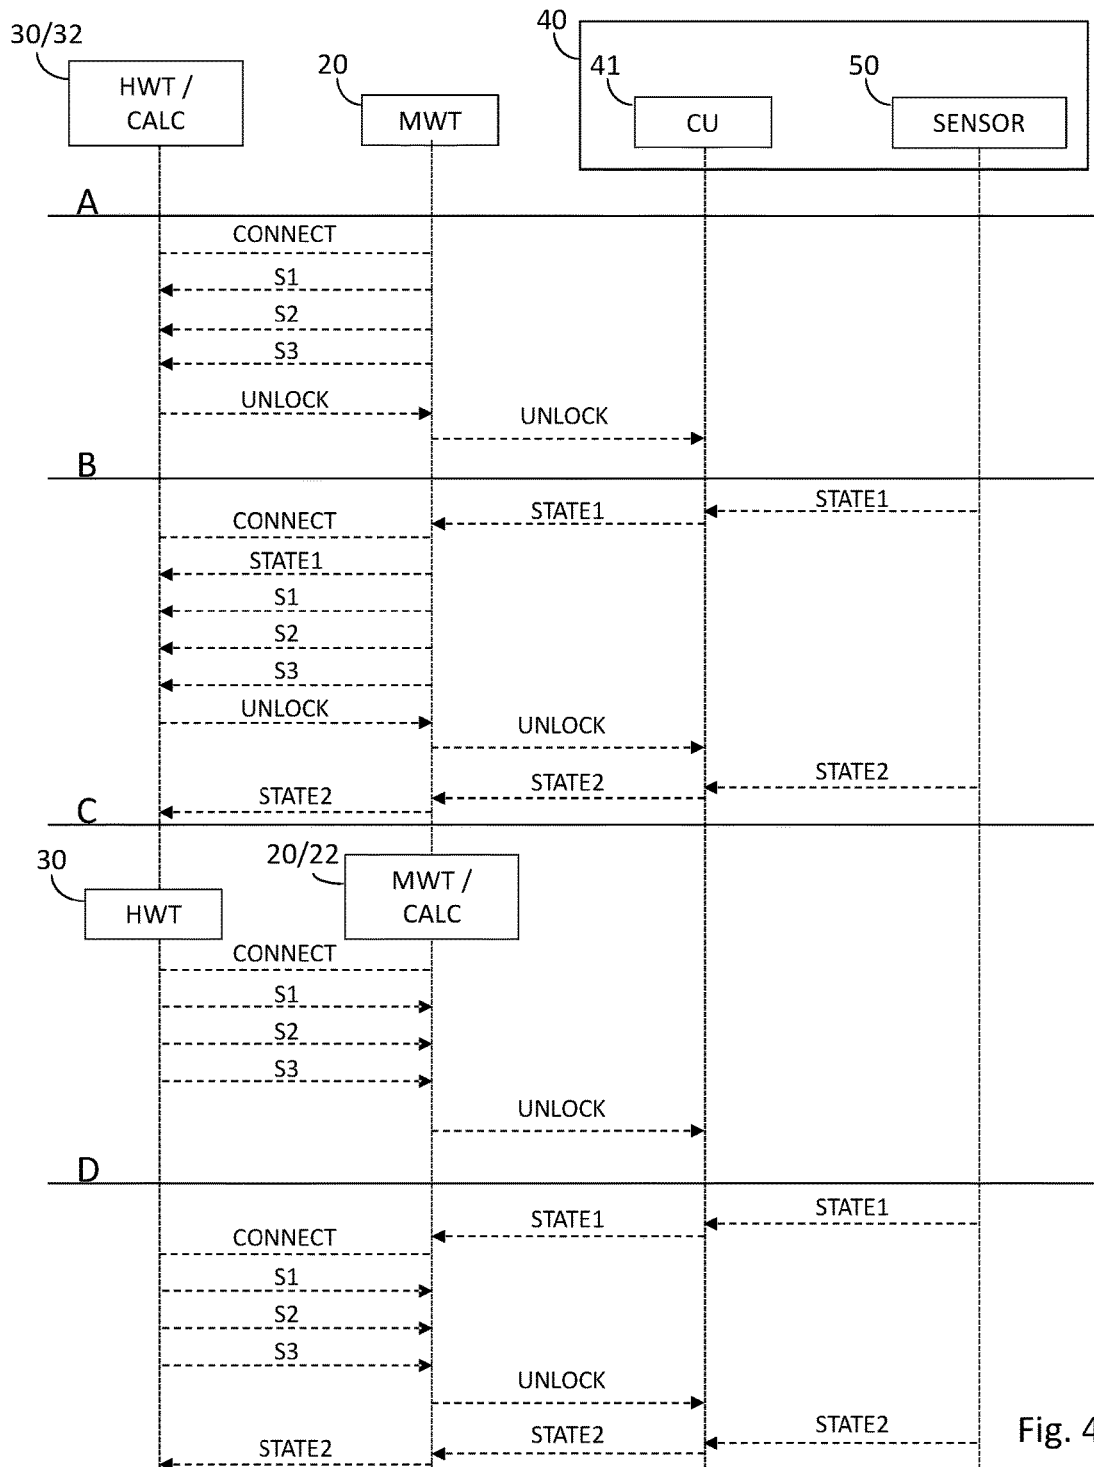 30/32
HWT /
CALC
20
MWT
40
41
CU
50
SENSOR
A
CONNECT
S1
S2
S3
UNLOCK
UNLOCK
B
STATE1
STATE1
CONNECT
STATE1
S1
S2
S3
UNLOCK
UNLOCK
STATE2
STATE2
STATE2
C
30
HWT
20/22
MWT /
CALC
CONNECT
S1
S2
S3
UNLOCK
D
STATE1
STATE1
CONNECT
S1
S2
S3
UNLOCK
STATE2
STATE2
STATE2
Fig. 4